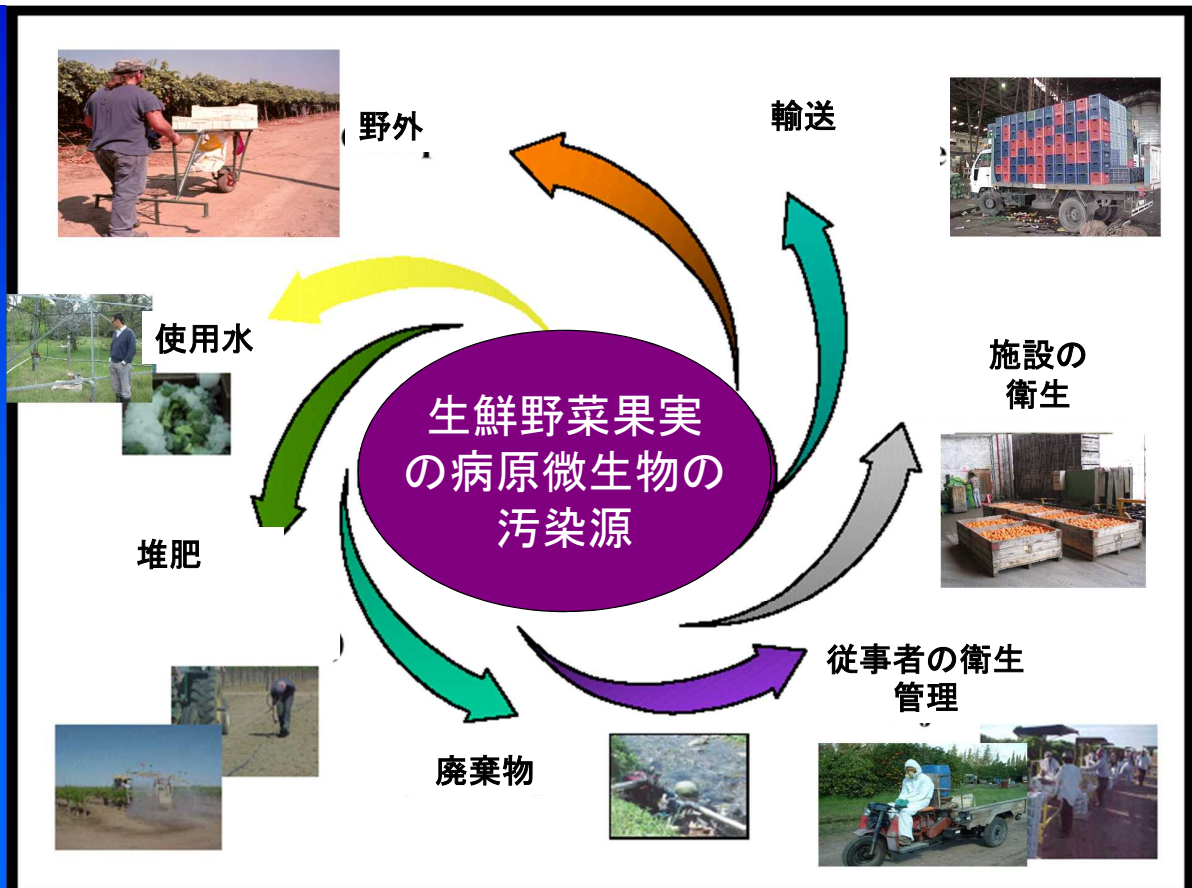 野外
輸送
使用水
施設の
衛生
生鮮野菜果実
の病原微生物の
汚染源
堆肥
従事者の衛生
管理
廃棄物